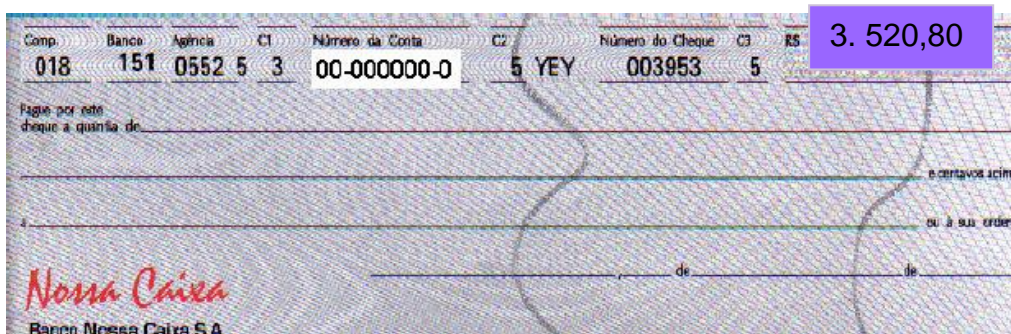 Comp. Banco Agência C1 Número da Conta C2 Número do Cheque C3 R$ 3. 520,80
018 151 0552 5 3 00-000000-0 5 YEY 003953 5
Pague por este
cheque a quantia de
e centavos acim
a ou à sua ordem
, de de
Nossa Caixa
Banco Nossa Caixa S.A.